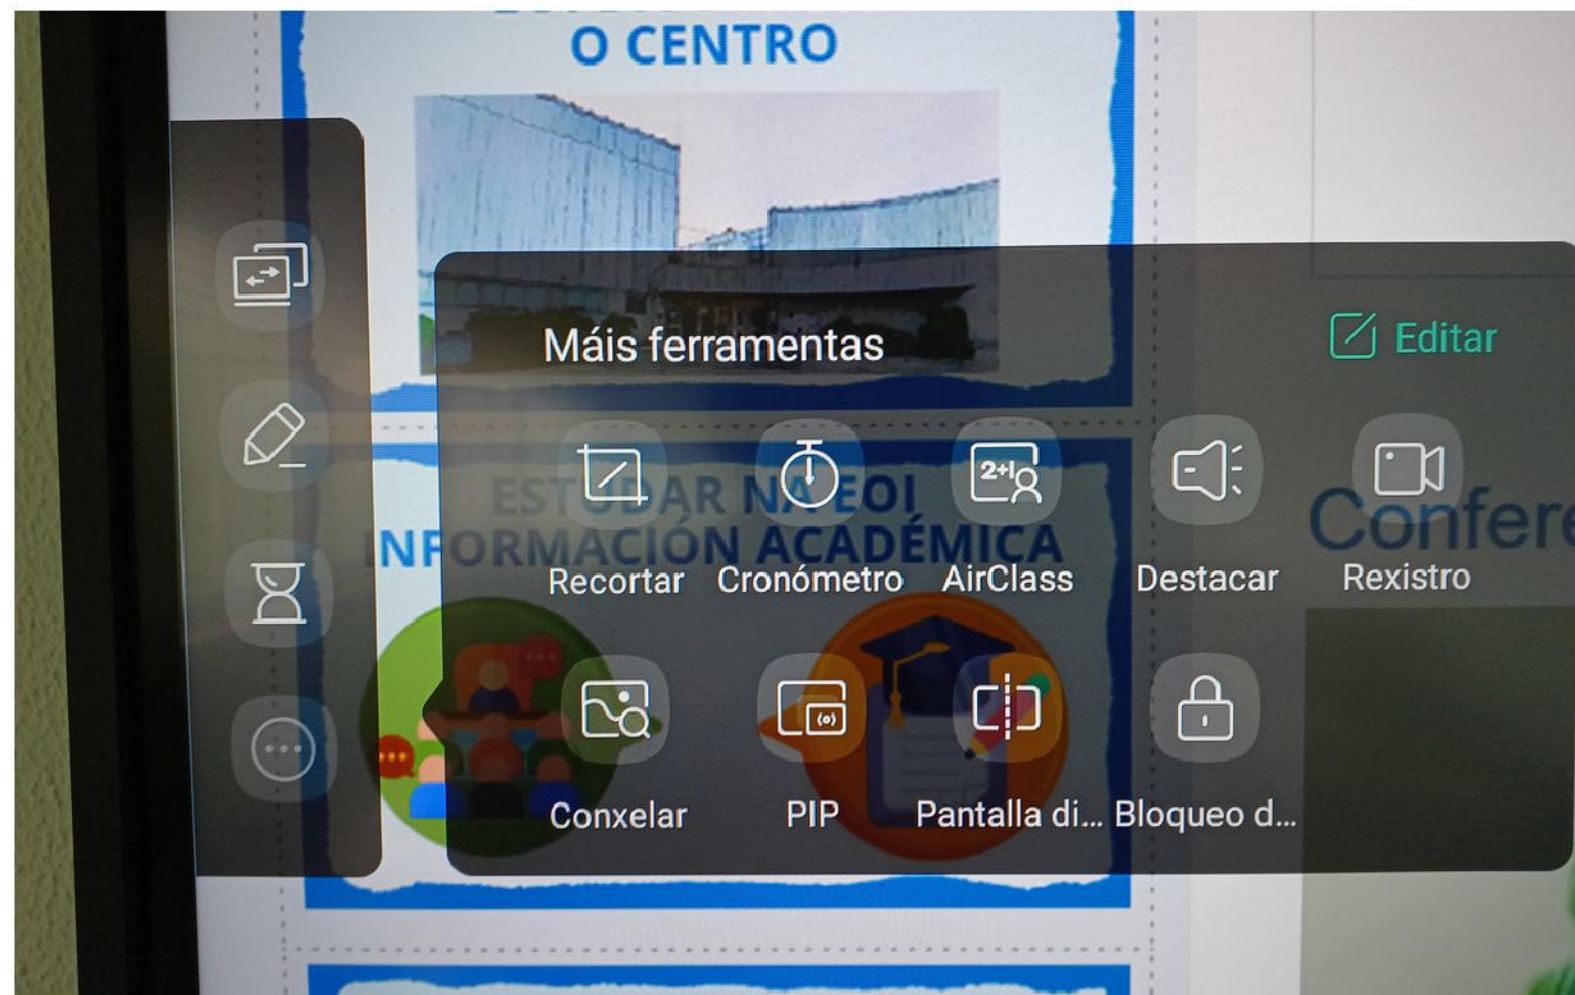 O CENTRO
Máis ferramentas
Editar
ESTUDAR NA EOI
INFORMACIÓN ACADÉMICA
Recortar Cronómetro AirClass Destacar Rexistro
Conxelar PIP Pantalla di... Bloqueo d...